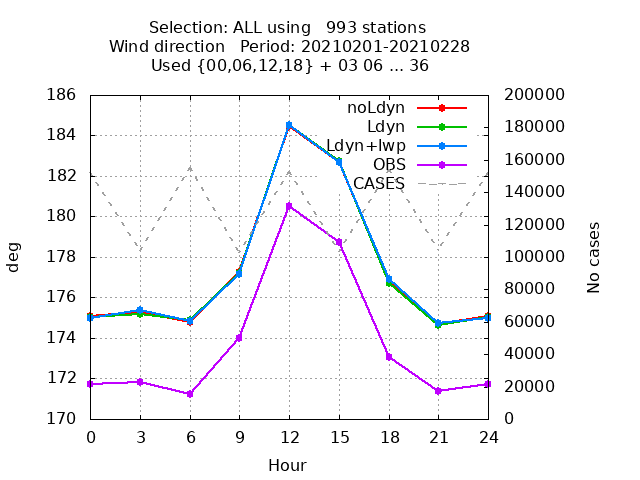 Selection: ALL using 993 stations
Wind direction Period: 20210201-20210228
Used {00,06,12,18} + 03 06 ... 36
186
184
182
180
178
176
174
172
170
deg
200000
180000
160000
140000
120000
100000
80000
60000
40000
20000
0
No cases
noLdyn
Ldyn
Ldyn+lwp
OBS
CASES
0 3 6 9 12 15 18 21 24
Hour